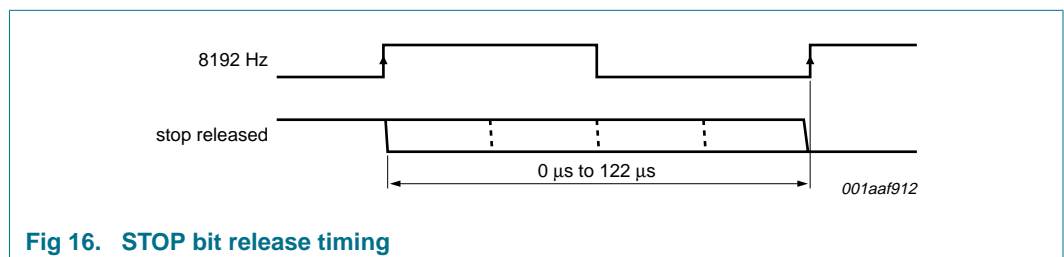 8192 Hz
stop released
0 μs to 122 μs
001aaf912
Fig 16. STOP bit release timing